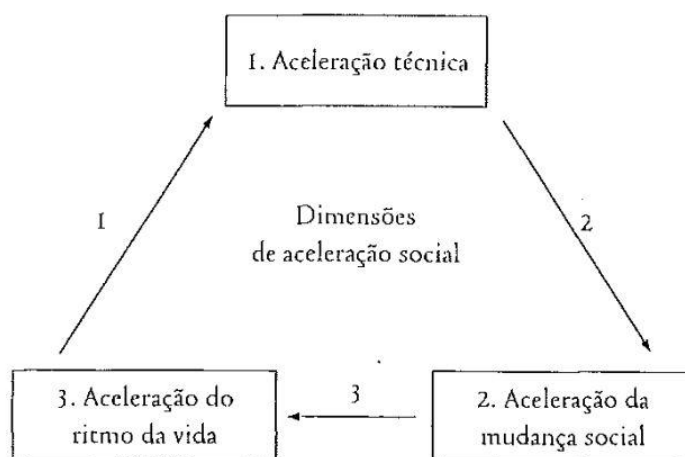 1. Aceleração técnica
1
Dimensões
de aceleração social
2
3. Aceleração do
ritmo da vida
3
2. Aceleração da
mudança social